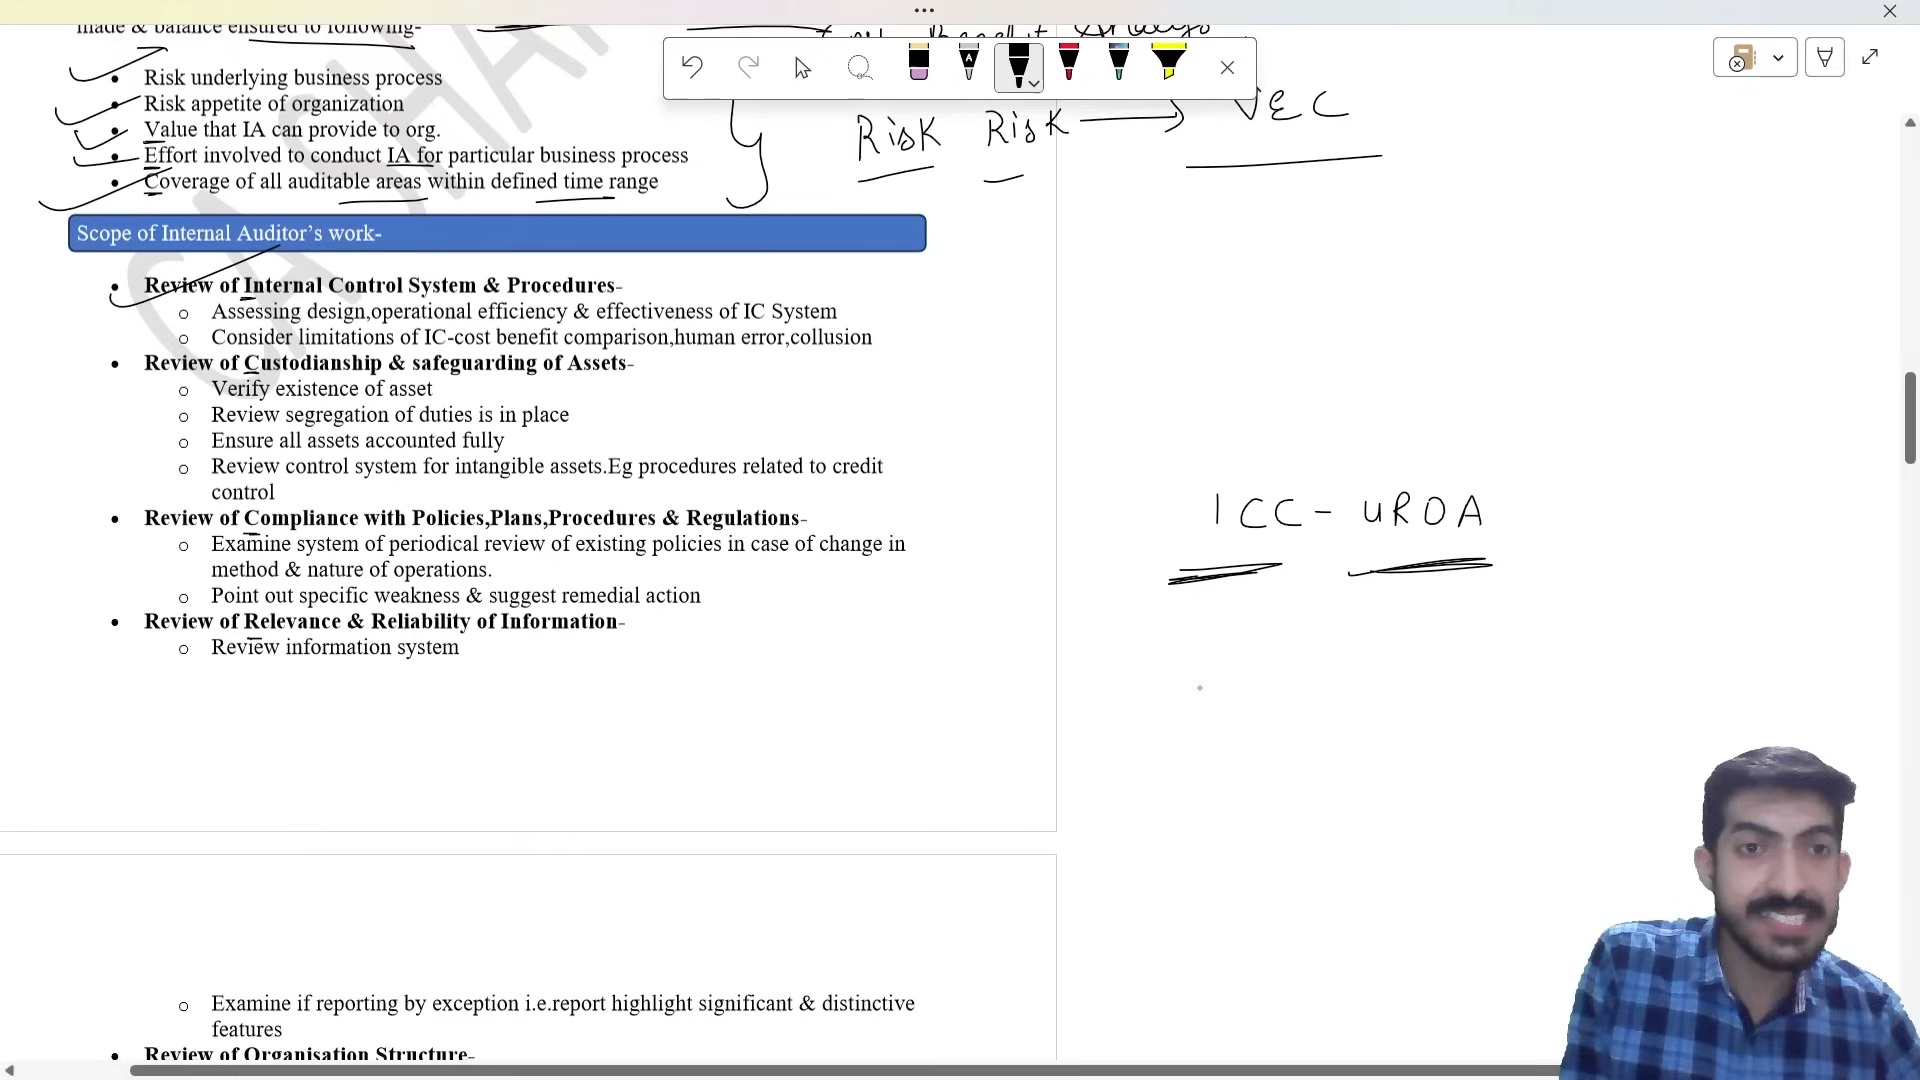 made & balance ensured to following-
Risk underlying business process
Risk appetite of organization
Value that IA can provide to org.
Effort involved to conduct IA for particular business process
Coverage of all auditable areas within defined time range
Risk Risk → VEC
Scope of Internal Auditor's work-
Review of Internal Control System & Procedures-
Assessing design,operational efficiency & effectiveness of IC System
Consider limitations of IC-cost benefit comparison,human error,collusion
Review of Custodianship & safeguarding of Assets-
Verify existence of asset
Review segregation of duties is in place
Ensure all assets accounted fully
Review control system for intangible assets.Eg procedures related to credit
control
Review of Compliance with Policies,Plans,Procedures & Regulations-
ICC - UROA
Examine system of periodical review of existing policies in case of change in
method & nature of operations.
Point out specific weakness & suggest remedial action
Review of Relevance & Reliability of Information-
Review information system
Examine if reporting by exception i.e.report highlight significant & distinctive
features
Review of Organisation Structure-